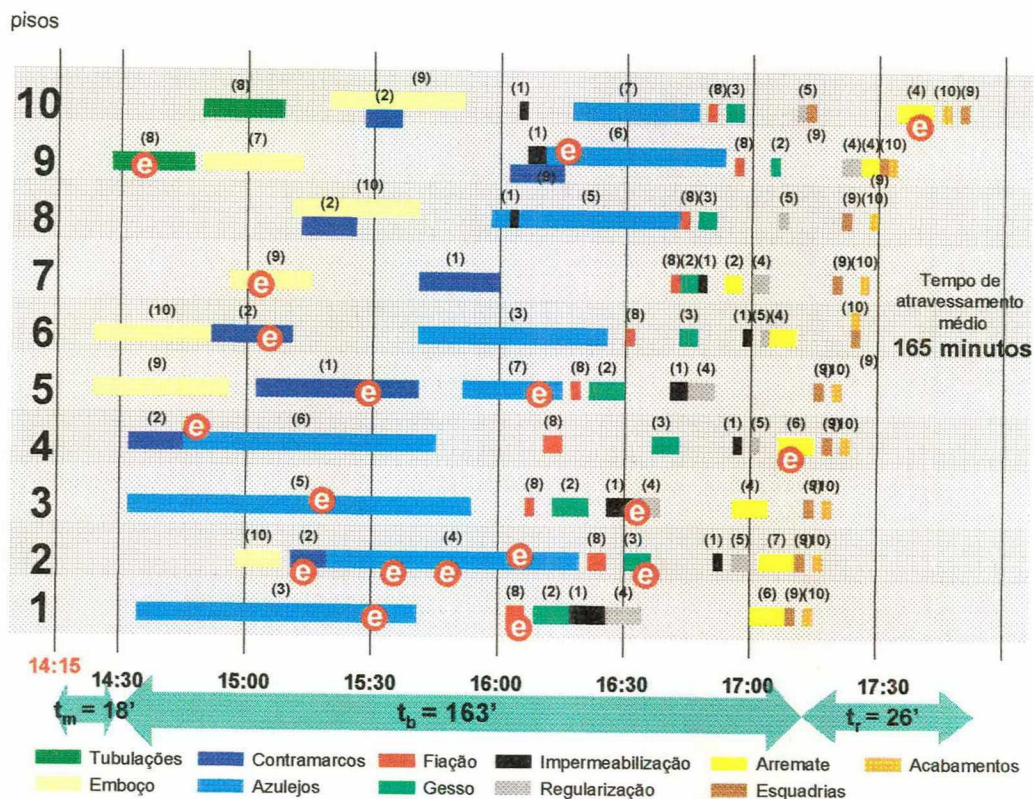 pisos
(8) (2) (9) (1) (7) (8)(3) (5) (4) (10)(9)
10 e (9)
(8) (7) (1) (6) (8) (2) (4)(4)(10)
9 e e (9) (9)
(10)
(2) (1) (5) (8)(3) (5) (9)(10)
8
(9) (1) (8)(2)(1) (2) (4) (9)(10)
7 e
Tempo de
atravessamento
médio
165 minutos
(10) (2) (3) (8) (3) (1)(5)(4) (10)
6 e (9)
(9) (1) (7) (8) (2) (1)(4) (9)(10)
5 e e
(2) (6) (8) (3) (1) (5) (6) (9)(10)
4 e e
(5) (8) (2) (1) (4) (4) (9)(10)
3 e e
(10) (2) (4) (8) (3) (1) (5) (7) (9)(10)
2 e e e e e
(3) (8) (2) (1) (4) (6) (9)(10)
1 e e
14:15 14:30 15:00 15:30 16:00 16:30 17:00 17:30
tm = 18' tb = 163' tr = 26'
Tubulações Contramarcos Fiação Impermeabilização Arremate Acabamentos
Emboço Azulejos Gesso Regularização Esquadrias